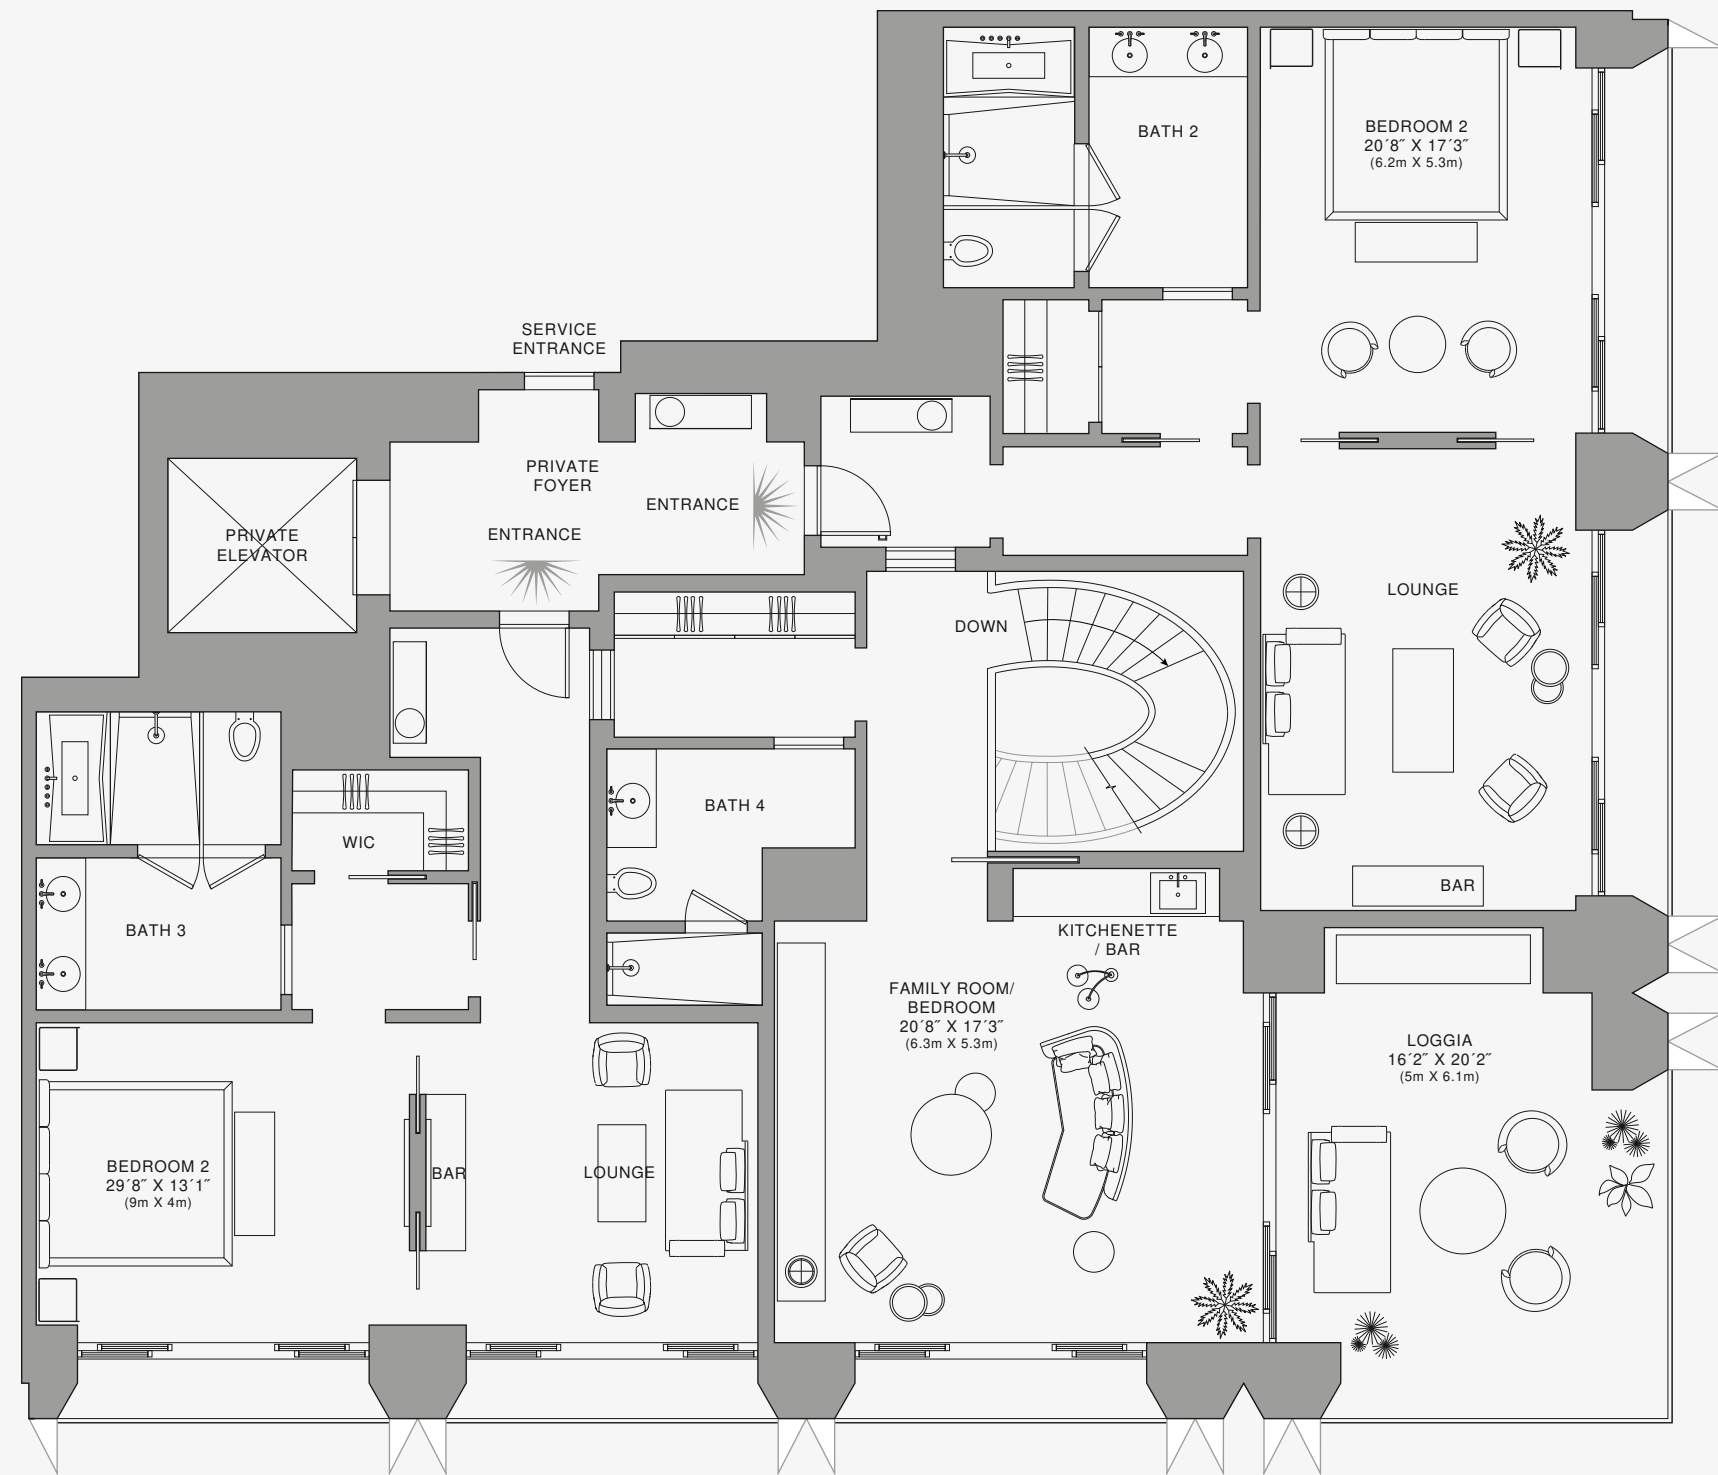 BATH 2
BEDROOM 2
20´8˝ X 17´3˝
(6.2m X 5.3m)
SERVICE
ENTRANCE
PRIVATE
FOYER
ENTRANCE
ENTRANCE
PRIVATE
ELEVATOR
LOUNGE
DOWN
BATH 4
WIC
BAR
BATH 3
KITCHENETTE
/ BAR
FAMILY ROOM/
BEDROOM
20´8˝ X 17´3˝
(6.3m X 5.3m)
LOGGIA
16´2˝ X 20´2˝
(5m X 6.1m)
BEDROOM 2
29´8˝ X 13´1˝
(9m X 4m)
BAR
LOUNGE